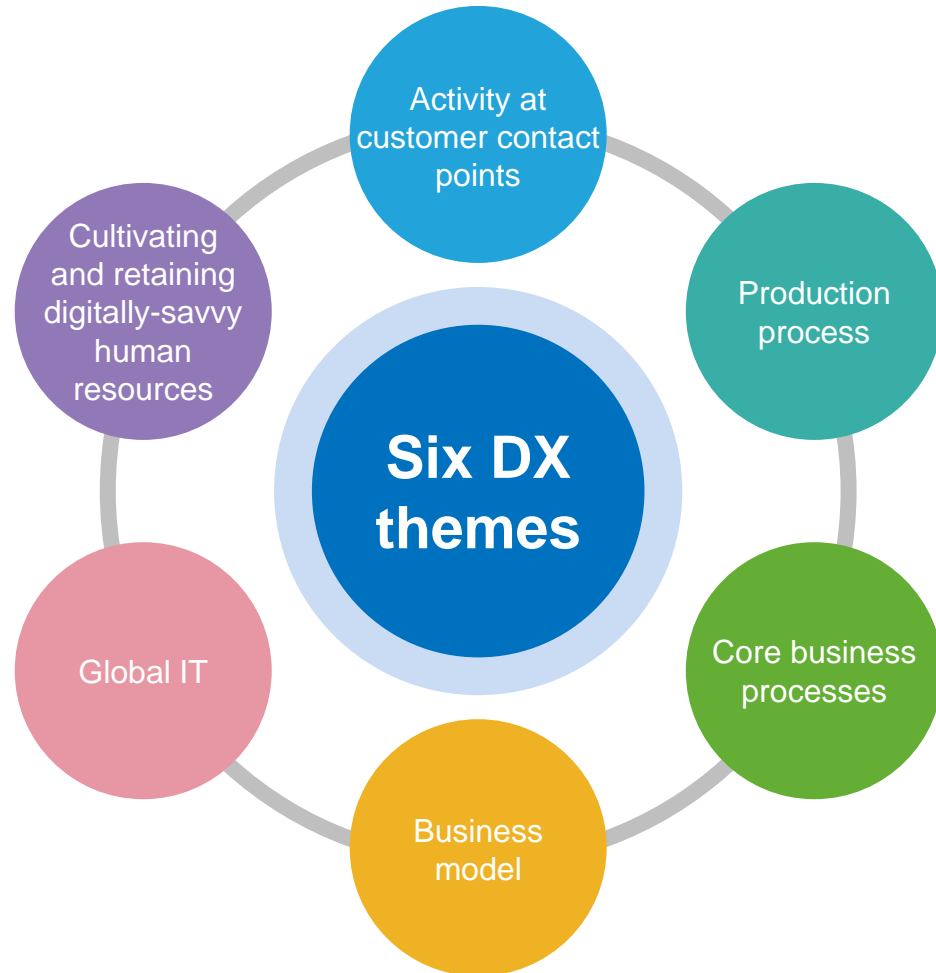 Activity at
customer contact
points
Production
process
Core business
processes
Business
model
Global IT
Cultivating
and retaining
digitally-savvy
human
resources
Six DX
themes